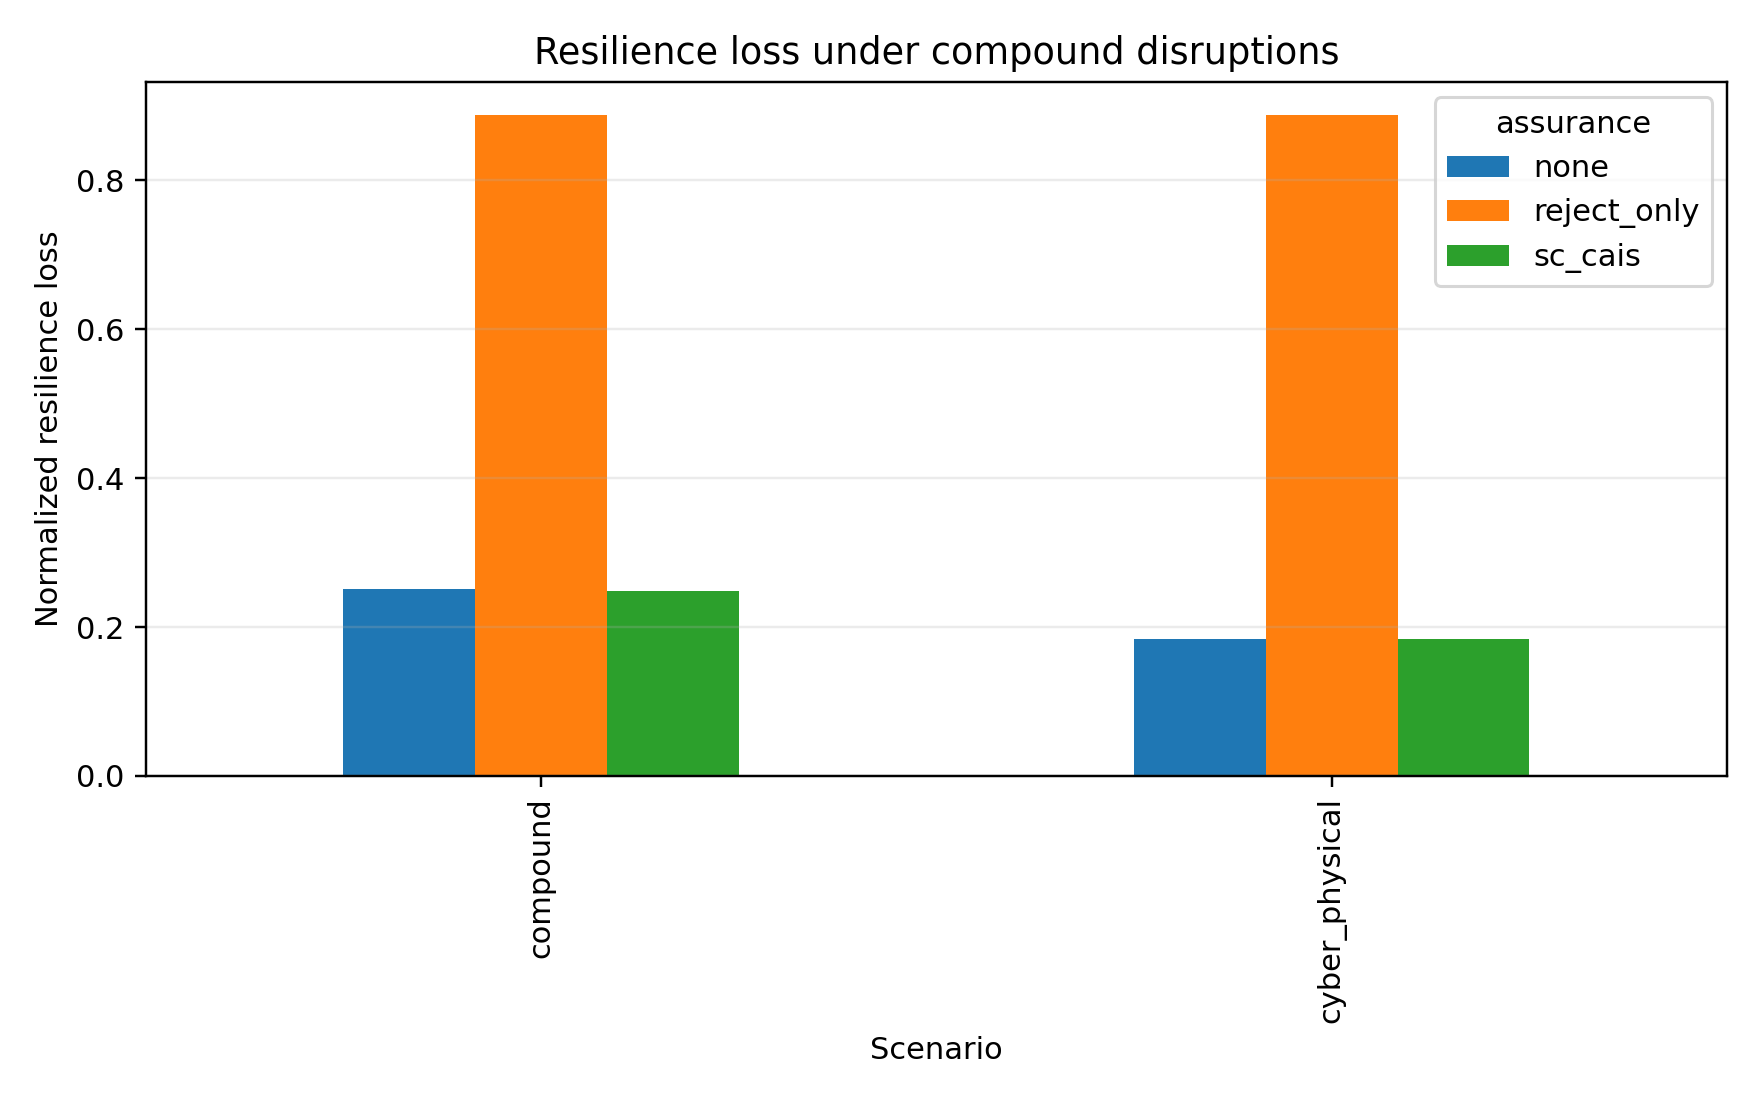 Resilience loss under compound disruptions
Normalized resilience loss
0.8
0.6
0.4
0.2
0.0
assurance
none
reject_only
sc_cais
compound
cyber_physical
Scenario